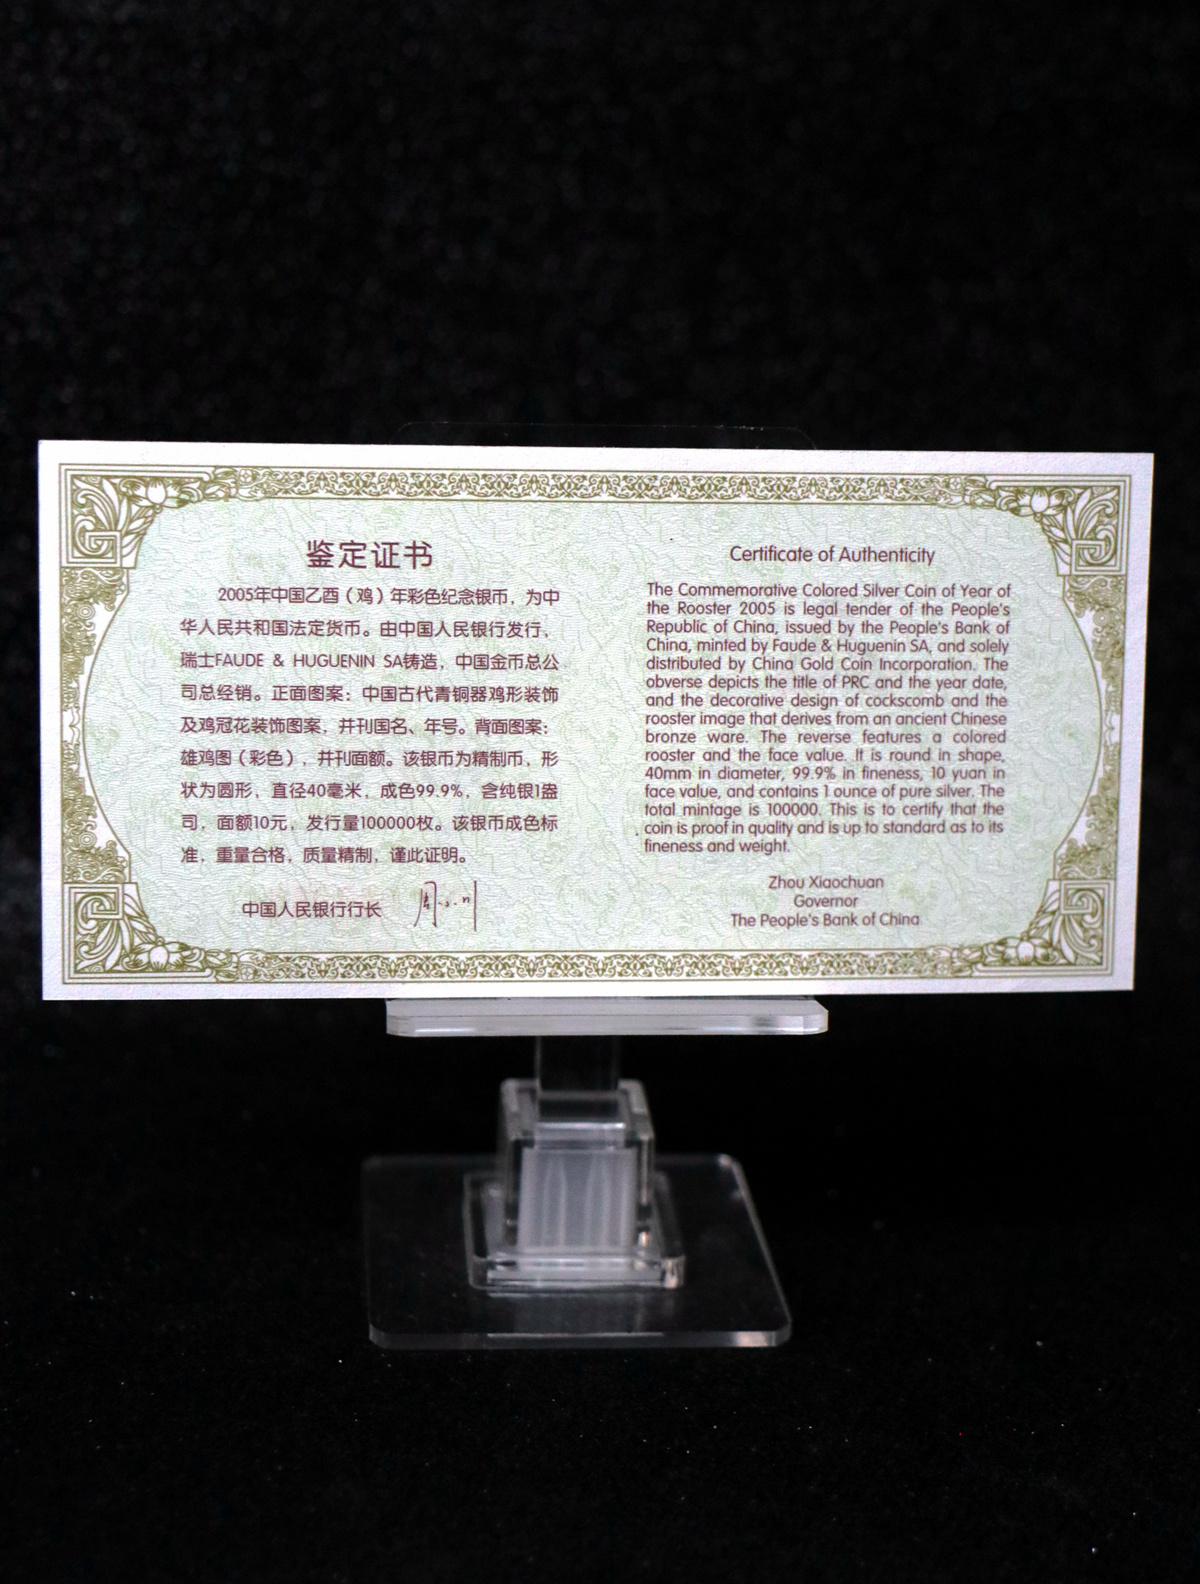 鉴定证书
2005年中国乙酉（鸡）年彩色纪念银币，为中
华人民共和国法定货币。由中国人民银行发行，
瑞士FAUDE & HUGUENIN SA铸造，中国金币总公
司总经销。正面图案：中国古代青铜器鸡形装饰
及鸡冠花装饰图案，并刊国名、年号。背面图案：
雄鸡图（彩色），并刊面额。该银币为精制币，形
状为圆形，直径40毫米，成色99.9%，含纯银1盎
司，面额10元，发行量100000枚。该银币成色标
准，重量合格，质量精制，谨此证明。
中国人民银行行长
Certificate of Authenticity
The Commemorative Colored Silver Coin of Year of
the Rooster 2005 is legal tender of the People's
Republic of China, issued by the People's Bank of
China, minted by Faude & Huguenin SA, and solely
distributed by China Gold Coin Incorporation. The
obverse depicts the title of PRC and the year date,
and the decorative design of cockscomb and the
rooster image that derives from an ancient Chinese
bronze ware. The reverse features a colored
rooster and the face value. It is round in shape,
40mm in diameter, 99.9% in fineness, 10 yuan in
face value, and contains 1 ounce of pure silver. The
total mintage is 100000. This is to certify that the
coin is proof in quality and is up to standard as to its
fineness and weight.
Zhou Xiaochuan
Governor
The People's Bank of China